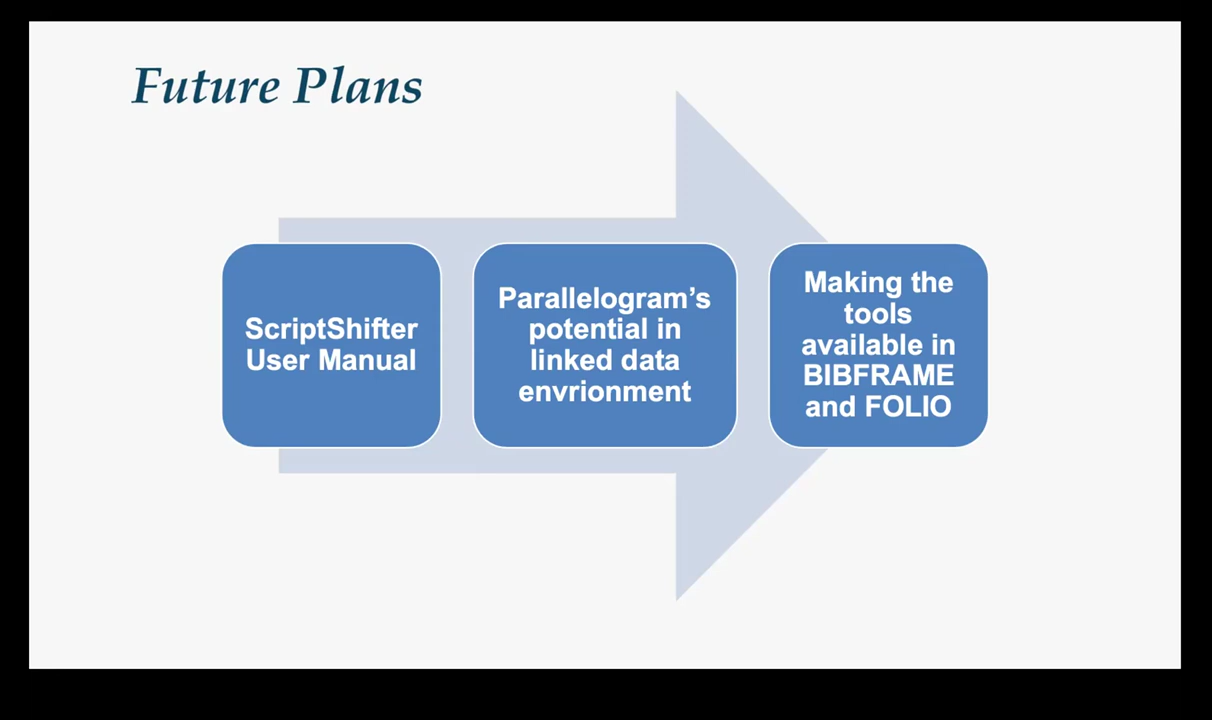 Future Plans
ScriptShifter
User Manual
Parallelogram’s
potential in
linked data
envrionment
Making the
tools
available in
BIBFRAME
and FOLIO